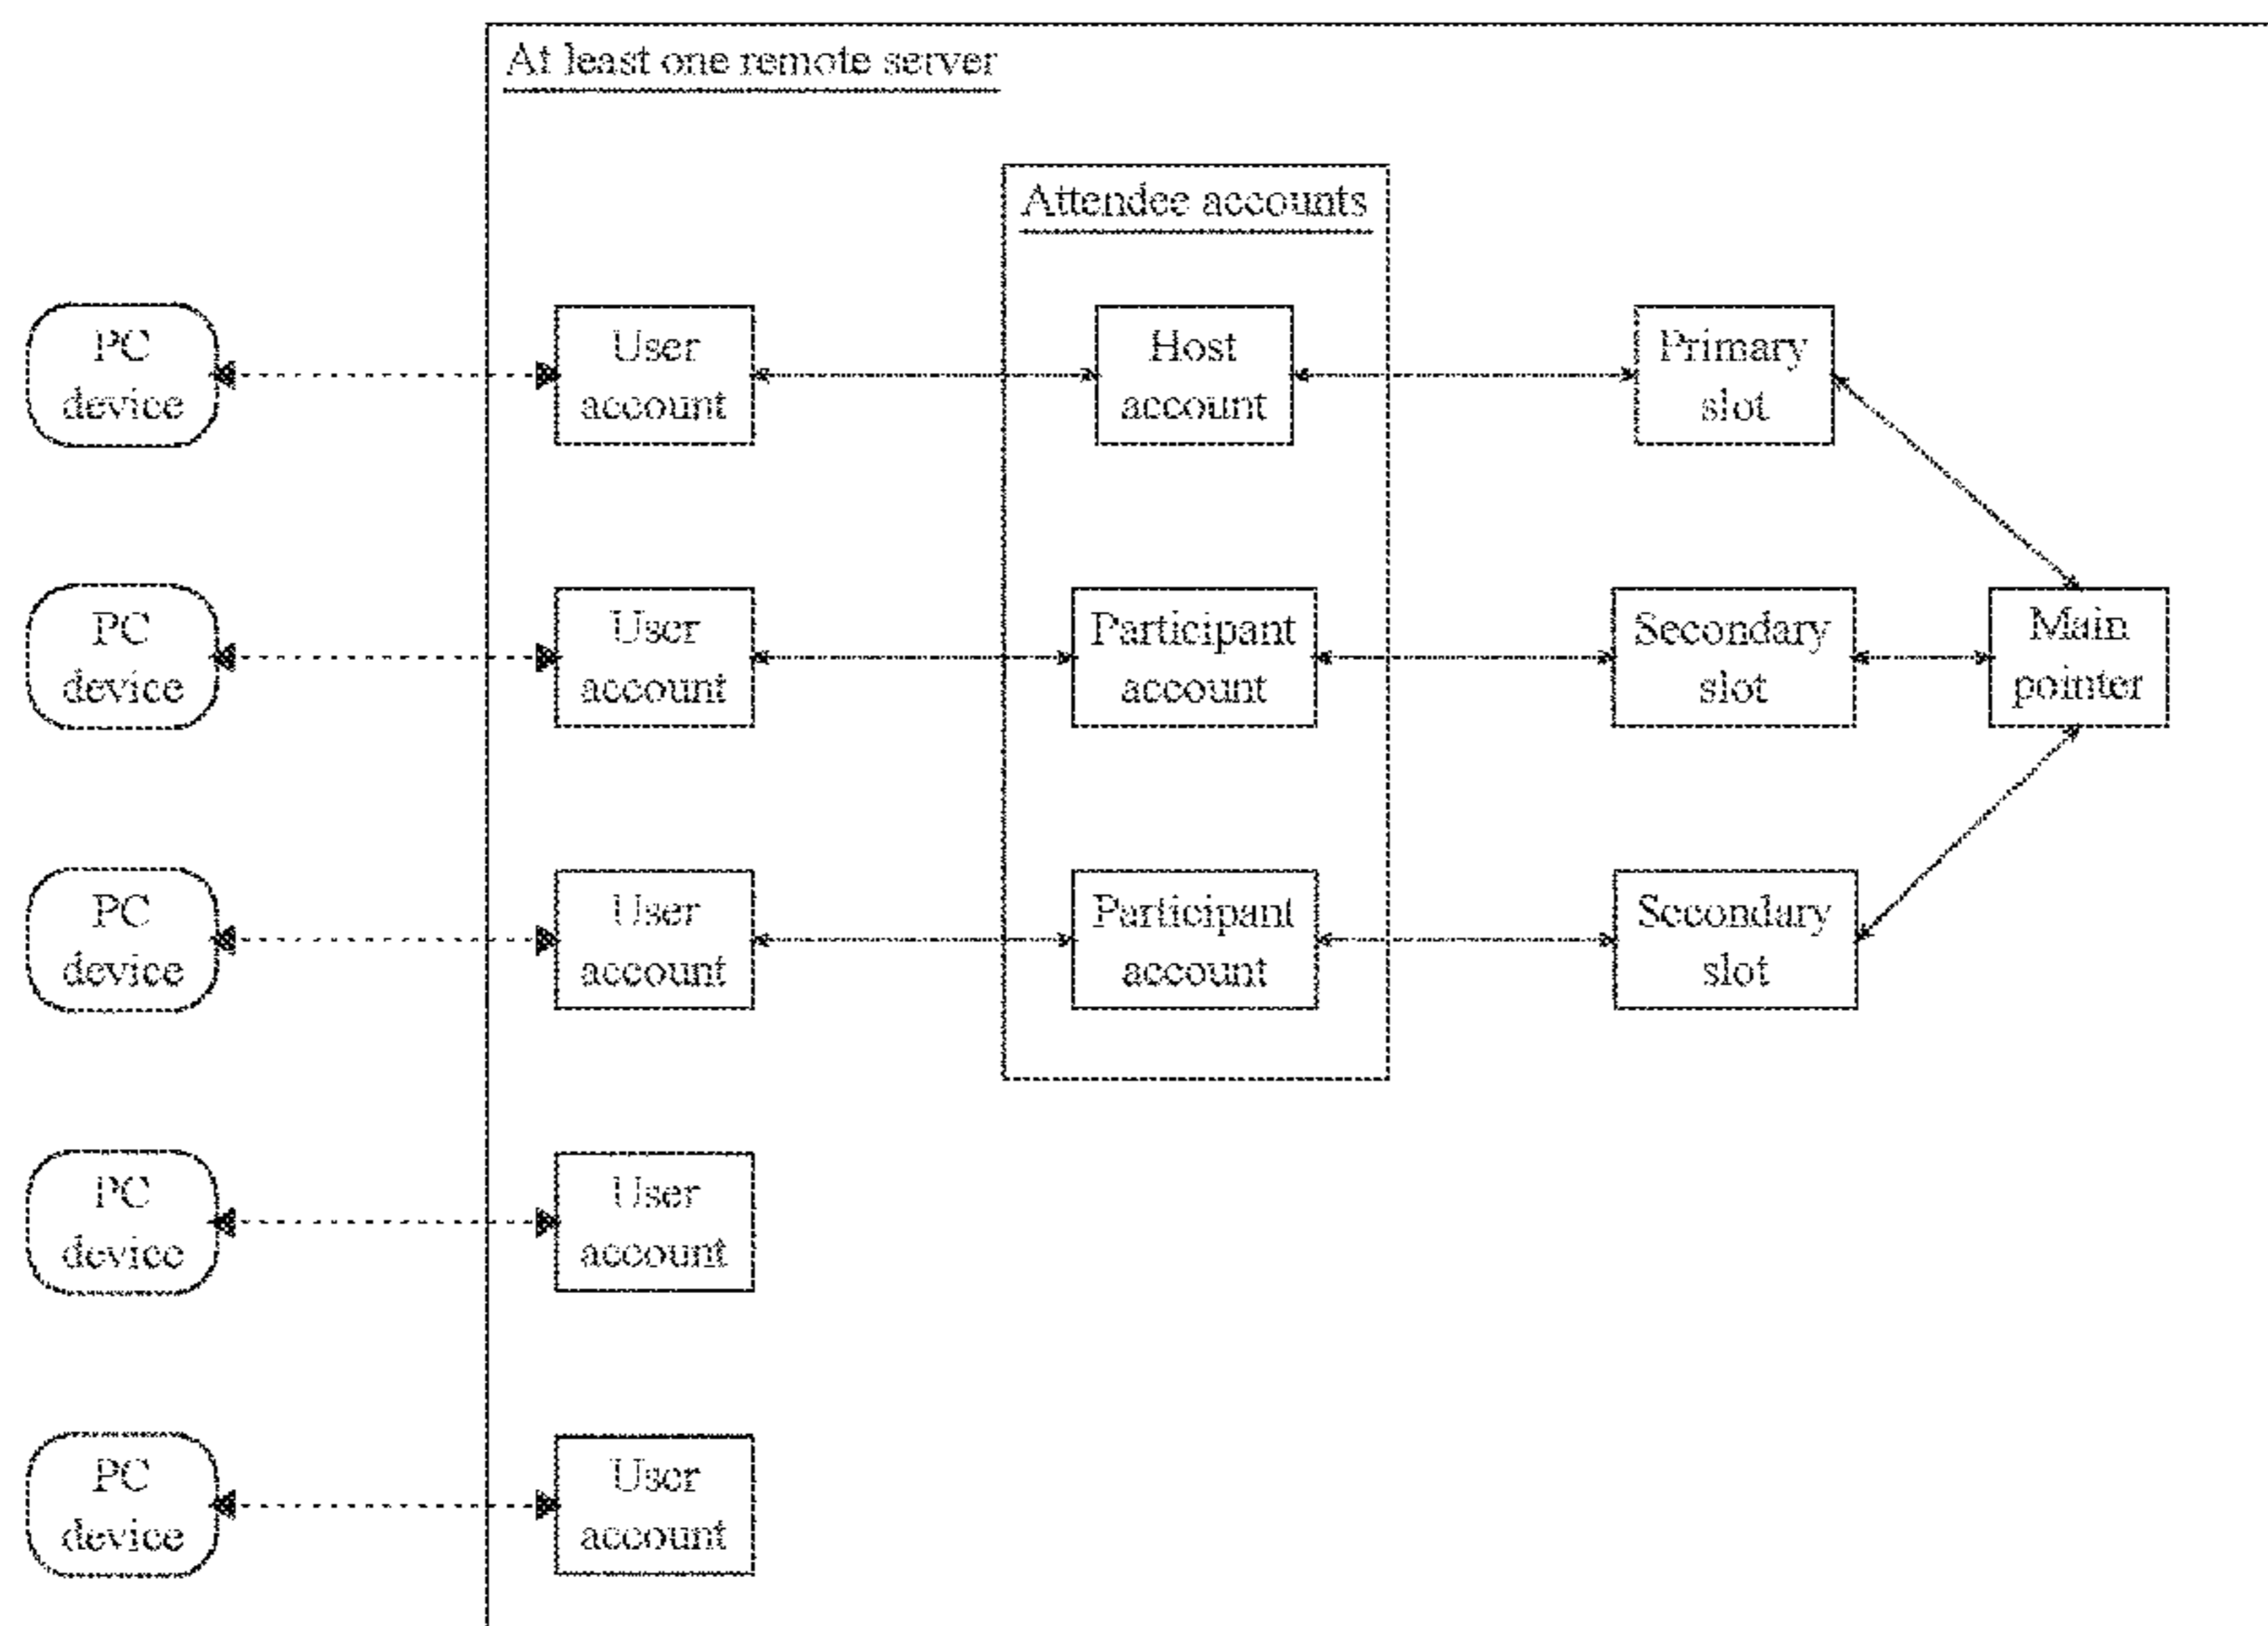 At least one remote server
Attendee accounts
PC
device
User
account
Host
account
Primary
slot
PC
device
User
account
Participant
account
Secondary
slot
Main
pointer
PC
device
User
account
Participant
account
Secondary
slot
PC
device
User
account
PC
device
User
account